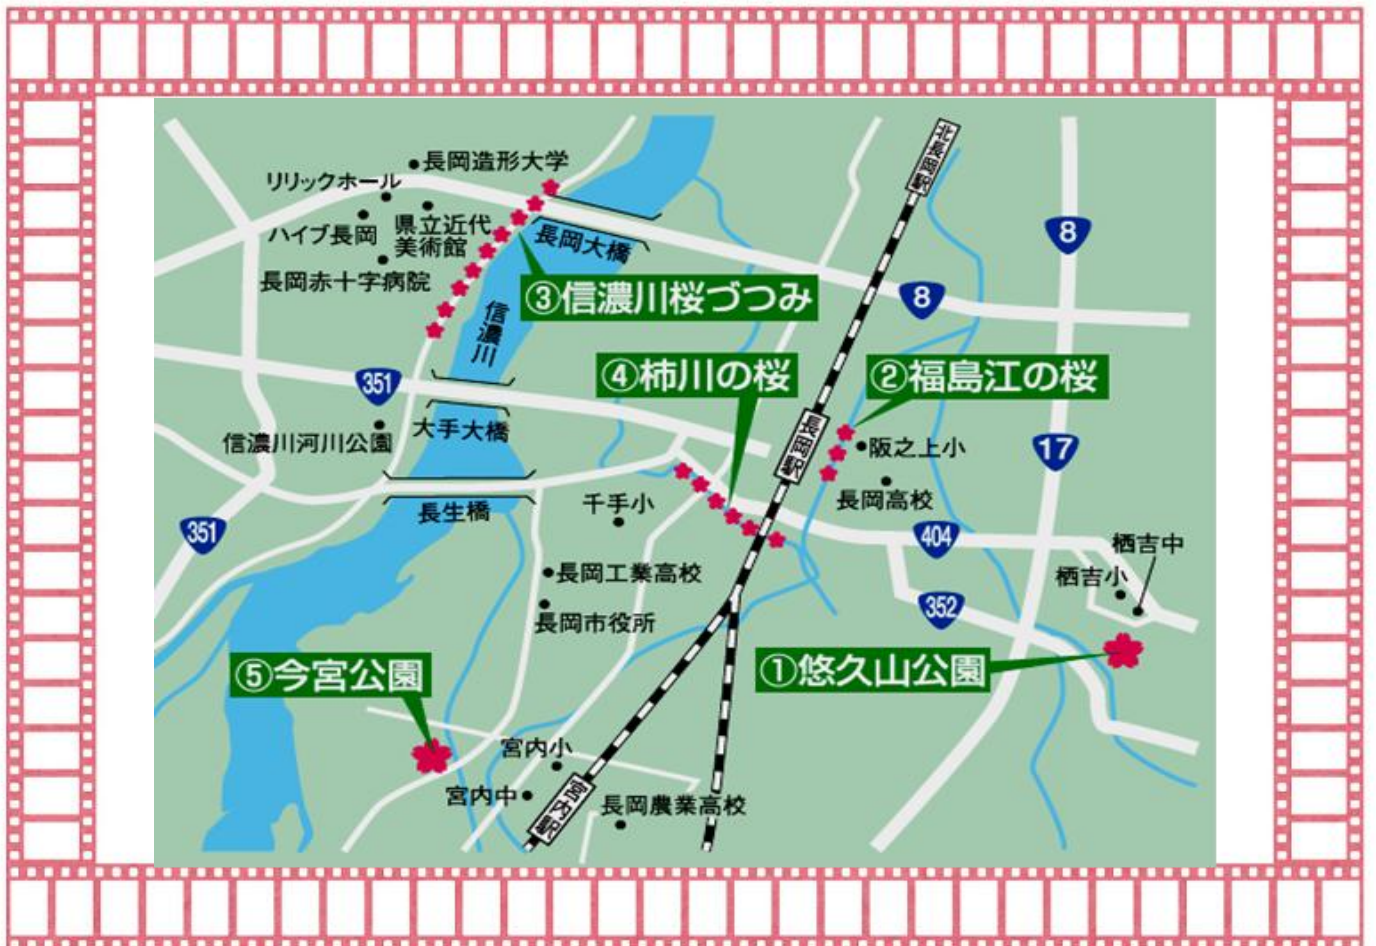 北長岡駅
長岡造形大学
リリックホール
県立近代
美術館
ハイブ長岡
長岡赤十字病院
長岡大橋
8
8
③信濃川桜づつみ
信濃川
④柿川の桜
②福島江の桜
351
大手大橋
信濃川河川公園
長岡駅
阪之上小
17
長岡高校
長生橋
千手小
351
404
栖吉中
栖吉小
長岡工業高校
352
長岡市役所
①悠久山公園
⑤今宮公園
宮内小
宮内中
宮内駅
長岡農業高校